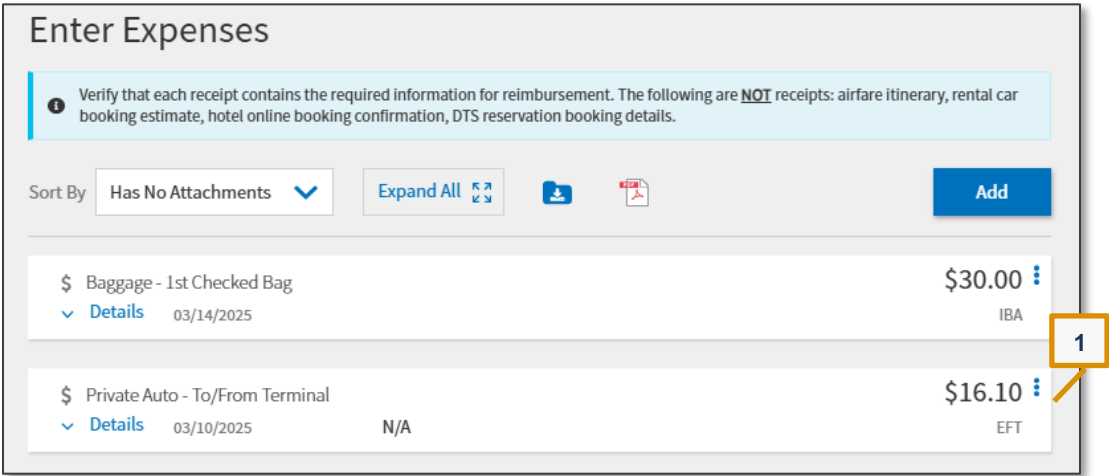 Enter Expenses
Verify that each receipt contains the required information for reimbursement. The following are NOT receipts: airfare itinerary, rental car
booking estimate, hotel online booking confirmation, DTS reservation booking details.
Sort By Has No Attachments Expand All PDF Add
$ Baggage - 1st Checked Bag $30.00
Details 03/14/2025 IBA
1
$ Private Auto - To/From Terminal $16.10
Details 03/10/2025 N/A EFT